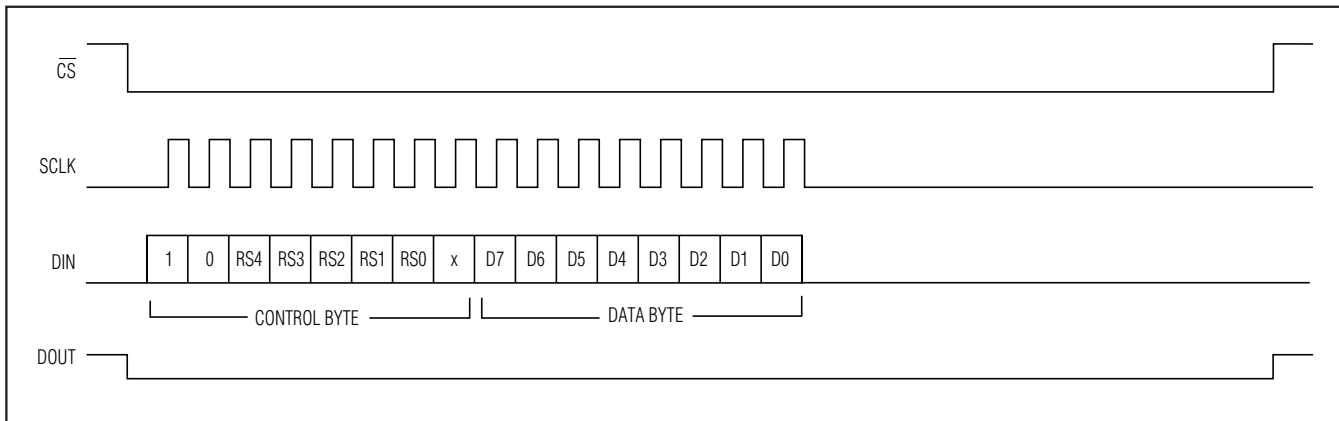 C̅S̅
SCLK
DIN 1 0 RS4 RS3 RS2 RS1 RS0 x D7 D6 D5 D4 D3 D2 D1 D0
CONTROL BYTE DATA BYTE
DOUT